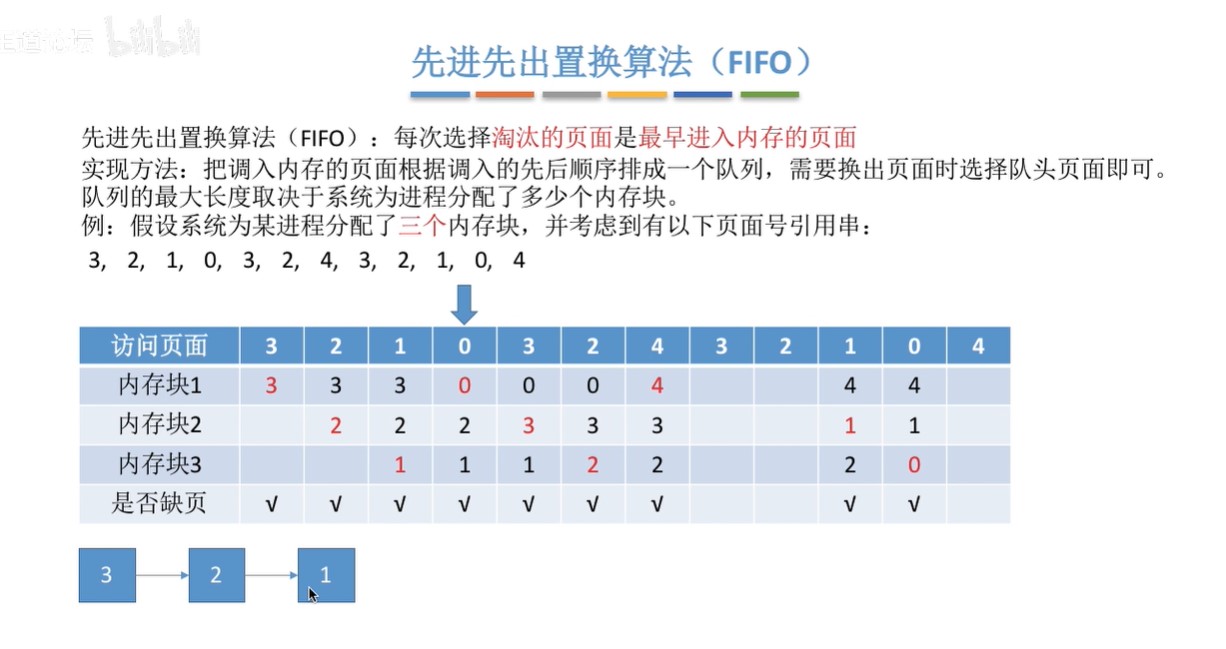 bilibili
先进先出置换算法（FIFO）
先进先出置换算法（FIFO）：每次选择淘汰的页面是最早进入内存的页面
实现方法：把调入内存的页面根据调入的先后顺序排成一个队列，需要换出页面时选择队头页面即可。
队列的最大长度取决于系统为进程分配了多少个内存块。
例：假设系统为某进程分配了三个内存块，并考虑到有以下页面号引用串：
3, 2, 1, 0, 3, 2, 4, 3, 2, 1, 0, 4
访问页面 3 2 1 0 3 2 4 3 2 1 0 4
内存块1 3 3 3 0 0 0 4 4 4
内存块2 2 2 2 3 3 3 1 1
内存块3 1 1 1 2 2 2 0
是否缺页 √ √ √ √ √ √ √ √ √
3 2 1